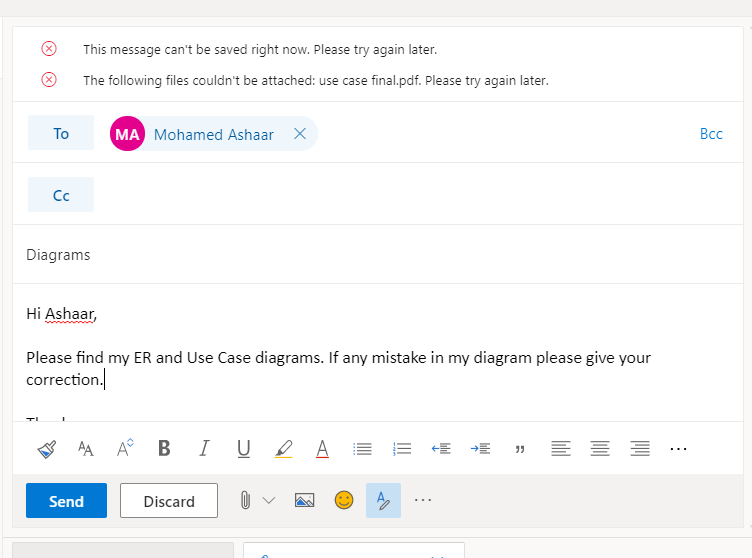 This message can't be saved right now. Please try again later.
The following files couldn't be attached: use case final.pdf. Please try again later.
To
MA Mohamed Ashaar
Bcc
Cc
Diagrams
Hi Ashaar,
Please find my ER and Use Case diagrams. If any mistake in my diagram please give your
correction.
Send
Discard